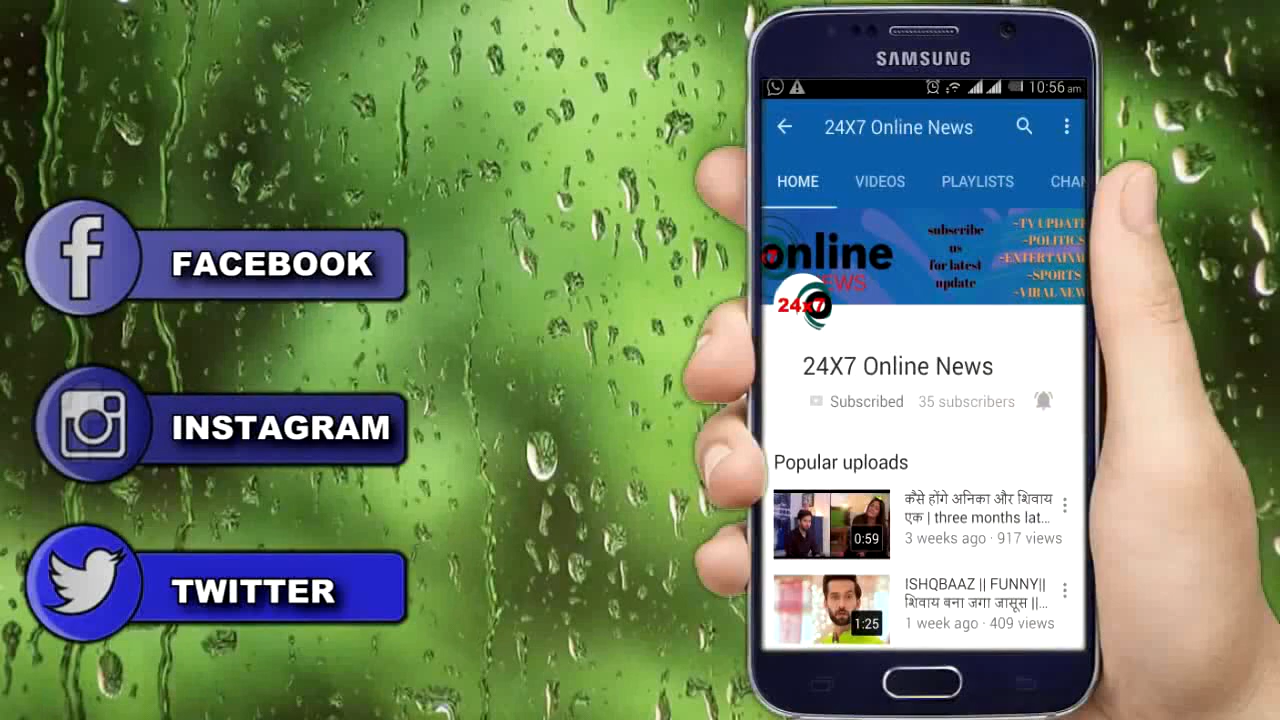 FACEBOOK
INSTAGRAM
TWITTER
SAMSUNG
10:56 am
24X7 Online News
HOME VIDEOS PLAYLISTS CHAN
online
EWS
24x7
subscribe
us
for latest
update
~TV UPDATE
~POLITICS
~ENTERTAINM
~SPORTS
~VIRAL NEW
24X7 Online News
Subscribed 35 subscribers
Popular uploads
0:59
कैसे होंगे अनिका और शिवाय
एक | three months lat...
3 weeks ago · 917 views
1:25
ISHQBAAZ || FUNNY||
शिवाय बना जगा जासूस ||...
1 week ago · 409 views